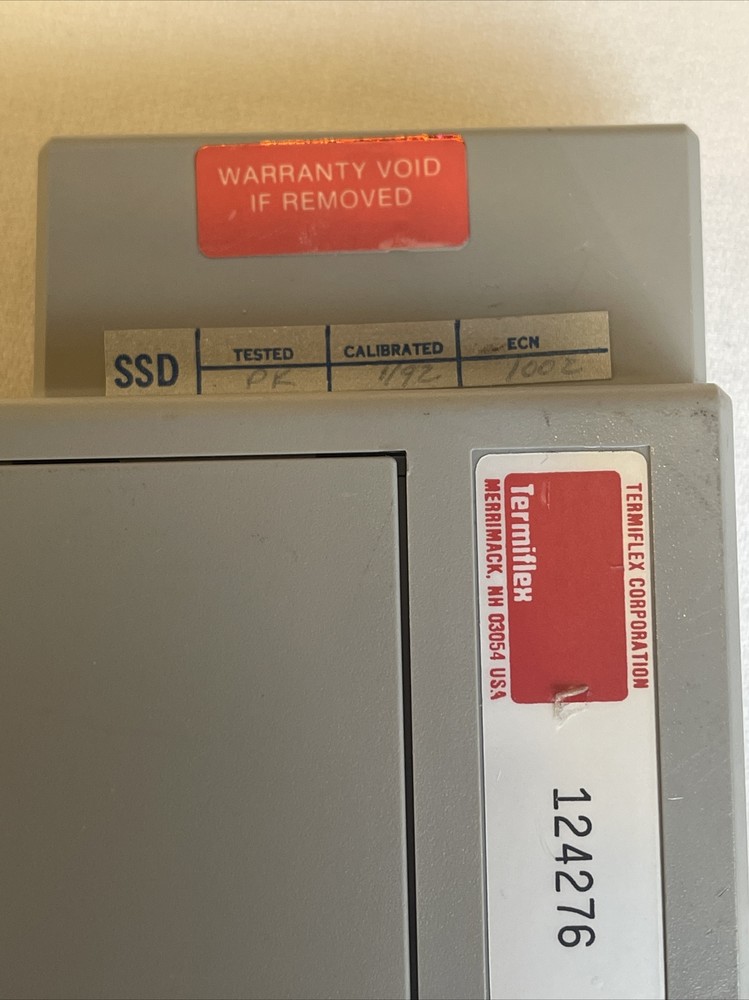 WARRANTY VOID
IF REMOVED
SSD
TESTED
CALIBRATED
ECN
PK
1/92
1002
TERMIFLEX CORPORATION
Termiflex
MERRIMACK, NH 03054 USA
124276